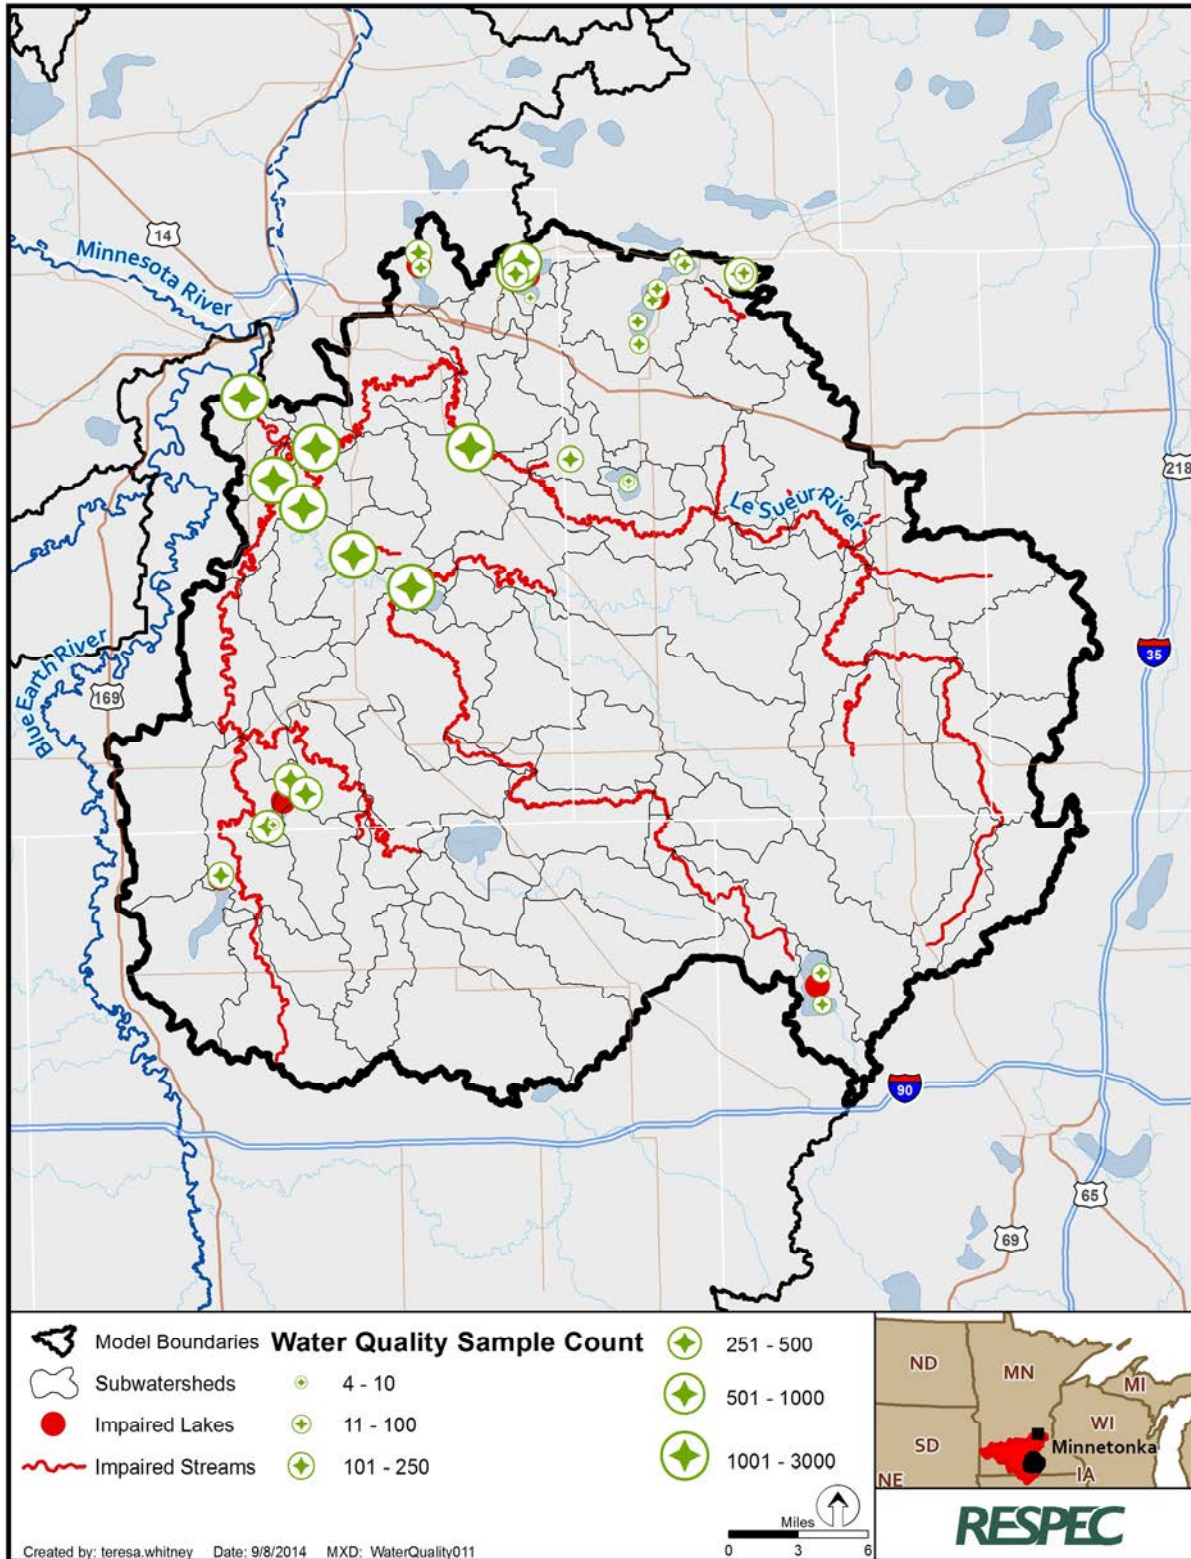 14
Minnesota River
218
Le Sueur River
35
Blue Earth River
169
90
65
69
Model Boundaries
Subwatersheds
Impaired Lakes
Impaired Streams
Water Quality Sample Count
4 - 10
11 - 100
101 - 250
251 - 500
501 - 1000
1001 - 3000
Miles
0 3 6
Created by: teresa.whitney Date: 9/8/2014 MXD: WaterQuality011
ND
MN
MI
WI
SD
Minnetonka
NE
IA
RESPEC